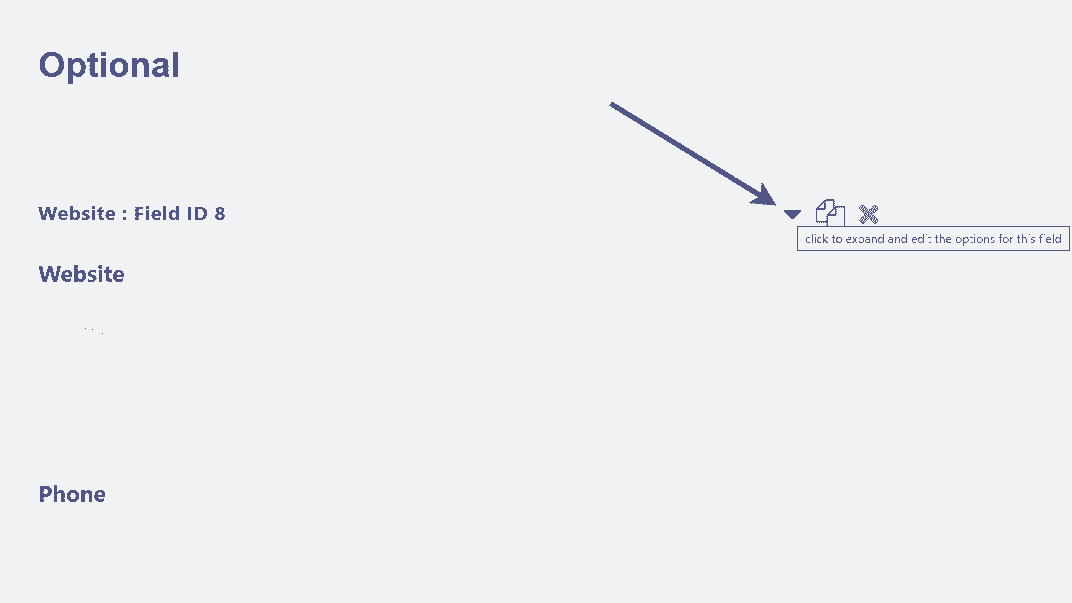 Optional
Website : Field ID 8
click to expand and edit the options for this field
Website
Phone